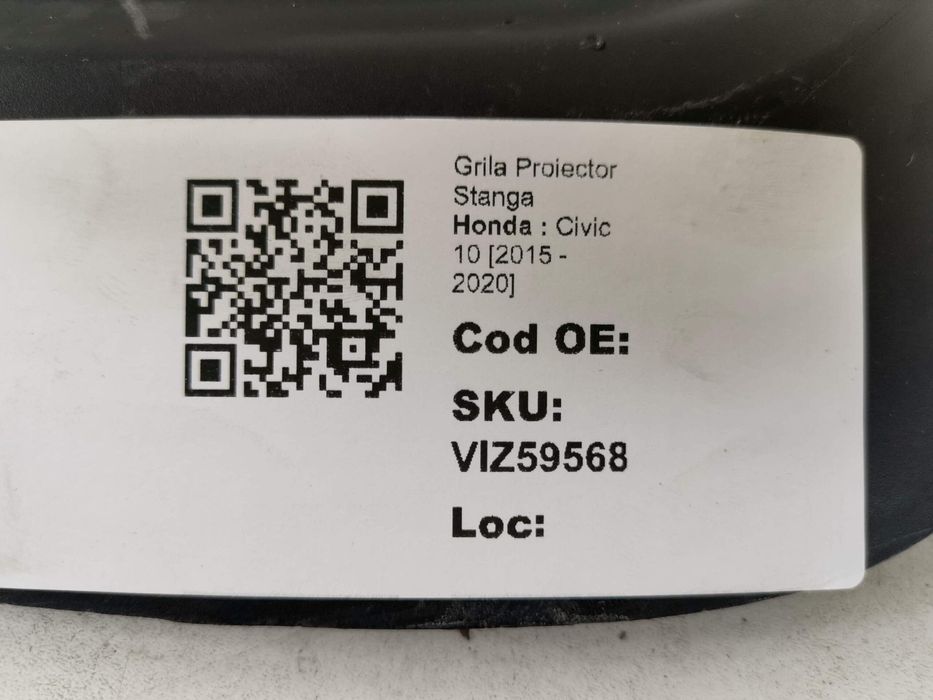 Grila Proiector
Stanga
Honda : Civic
10 [2015 -
2020]
Cod OE:
SKU:
VIZ59568
Loc: